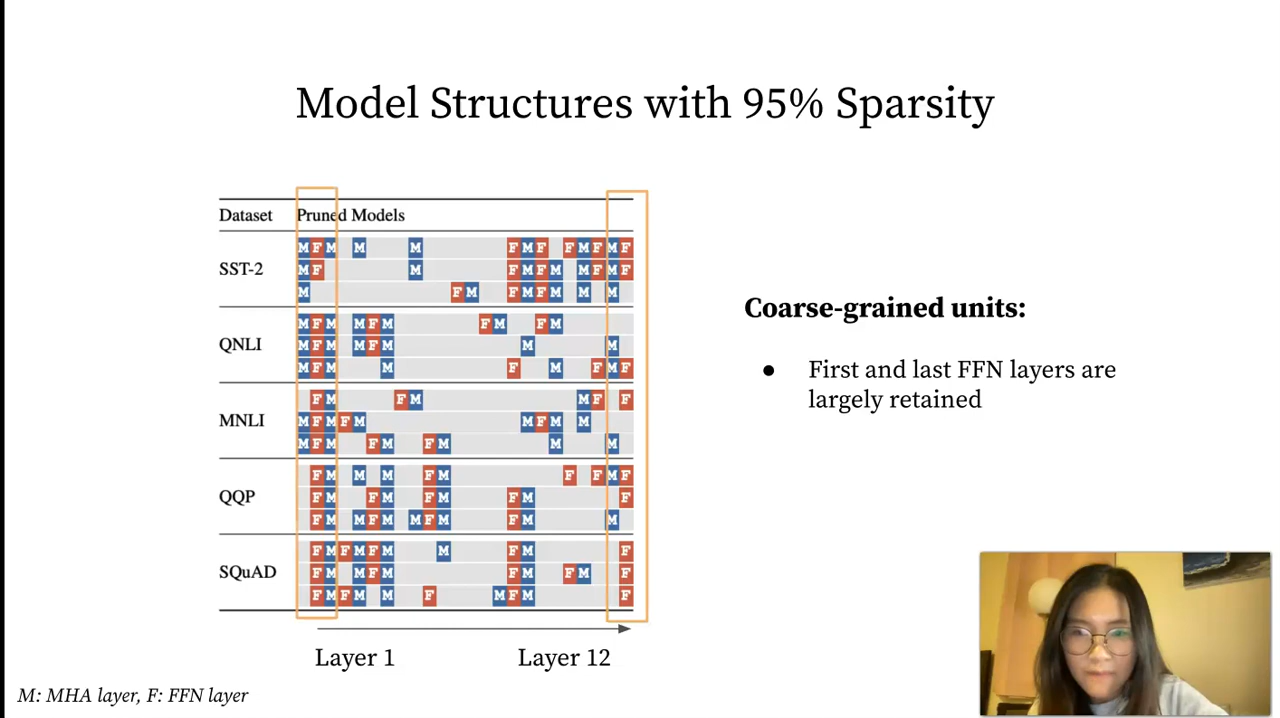 Model Structures with 95% Sparsity
Dataset Pruned Models
M F M M M F M F F M F M F
SST-2
M F M F M F M M F M F
M F M F M F M M M
M F M M F M F M F M
QNLI
M F M M F M M M
M F M M F M F M F
F M F M M F F
MNLI
M F M F M M F M M
M F M F M F M M M
F M M M F M F F M F
QQP
F M F M F M F M F
F M M F M M F M F M M
F M F M F M M F M F
SQuAD
F M M F M F M F M F
F M F M M F M F M F
Layer 1 Layer 12
Coarse-grained units:
● First and last FFN layers are
largely retained
M: MHA layer, F: FFN layer